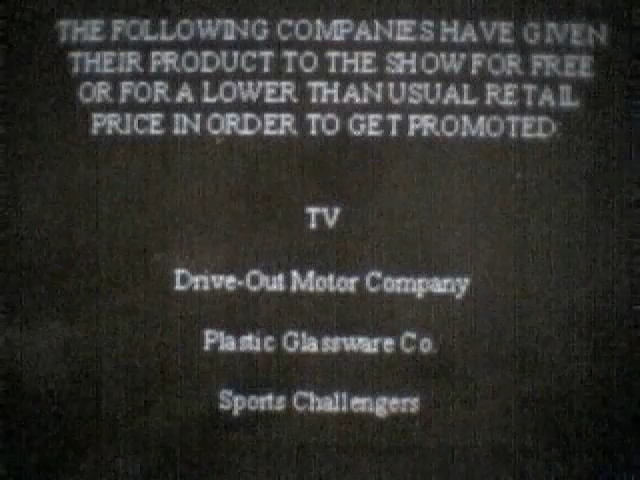 THE FOLLOWING COMPANIES HAVE GIVEN
THEIR PRODUCT TO THE SHOW FOR FREE
OR FOR A LOWER THAN USUAL RETAIL
PRICE IN ORDER TO GET PROMOTED:
TV
Drive-Out Motor Company
Plastic Glassware Co.
Sports Challengers